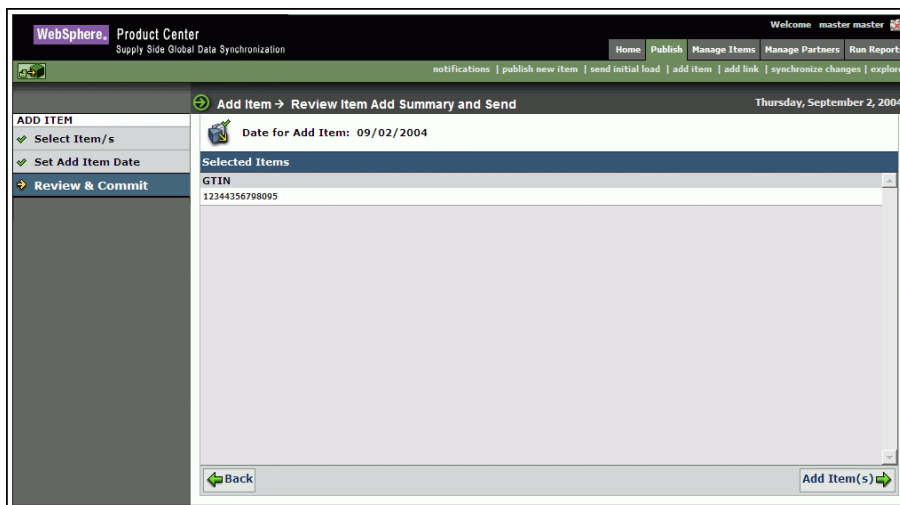 WebSphere. Product Center
Supply Side Global Data Synchronization
Welcome master master
Home Publish Manage Items Manage Partners Run Report
notifications | publish new item | send initial load | add item | add link | synchronize changes | explor
Add Item → Review Item Add Summary and Send
Thursday, September 2, 2004
ADD ITEM
Select Item/s
Set Add Item Date
Review & Commit
Date for Add Item: 09/02/2004
Selected Items
GTIN
12344356798095
Back
Add Item(s)